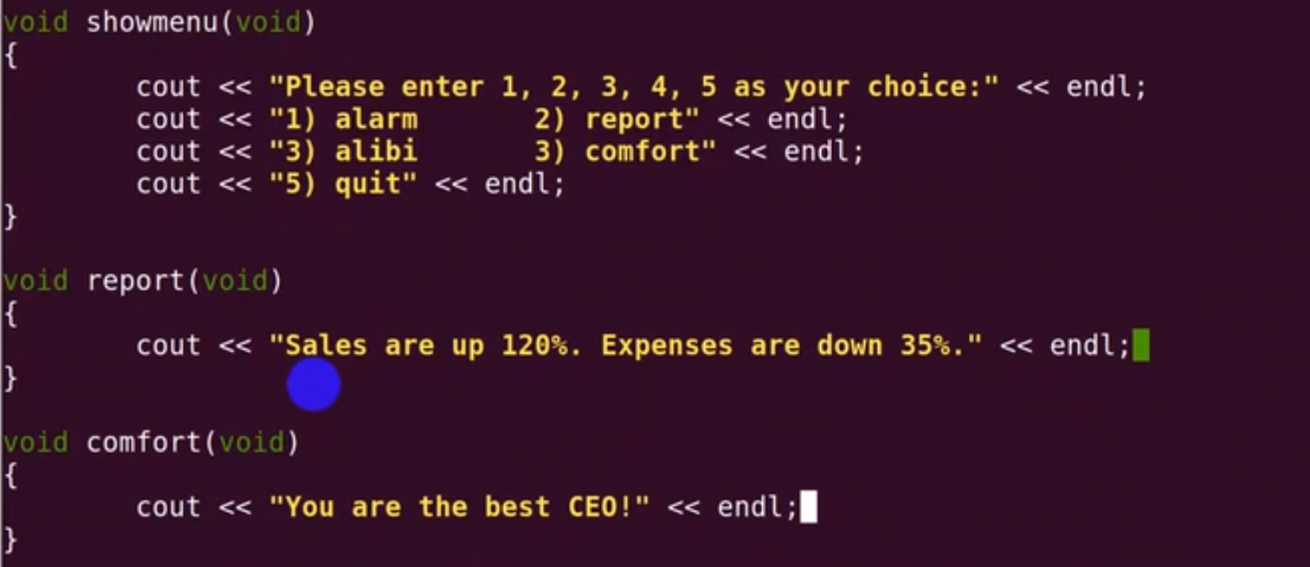 void showmenu(void)
{
        cout << "Please enter 1, 2, 3, 4, 5 as your choice:" << endl;
        cout << "1) alarm       2) report" << endl;
        cout << "3) alibi       3) comfort" << endl;
        cout << "5) quit" << endl;
}

void report(void)
{
        cout << "Sales are up 120%. Expenses are down 35%." << endl;
}

void comfort(void)
{
        cout << "You are the best CEO!" << endl;
}